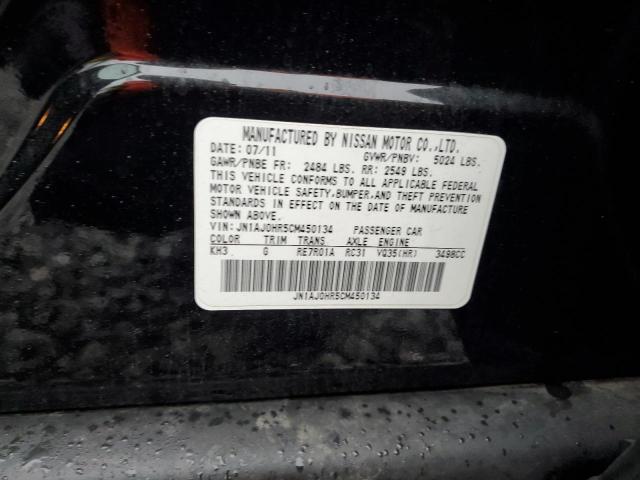 MANUFACTURED BY NISSAN MOTOR CO.,LTD.
DATE: 07/11 GVWR/PNBV: 5024 LBS.
GAWR/PNBE FR: 2484 LBS. RR: 2549 LBS.
THIS VEHICLE CONFORMS TO ALL APPLICABLE FEDERAL
MOTOR VEHICLE SAFETY,BUMPER,AND THEFT PREVENTION
STANDARDS IN EFFECT ON THE DATE OF MANUFACTURE
SHOWN ABOVE.
VIN: JN1AJ0HR5CM450134 PASSENGER CAR
COLOR TRIM TRANS. AXLE ENGINE
KH3 G RE7R01A RC31 VQ35(HR) 3498CC
JN1AJ0HR5CM450134